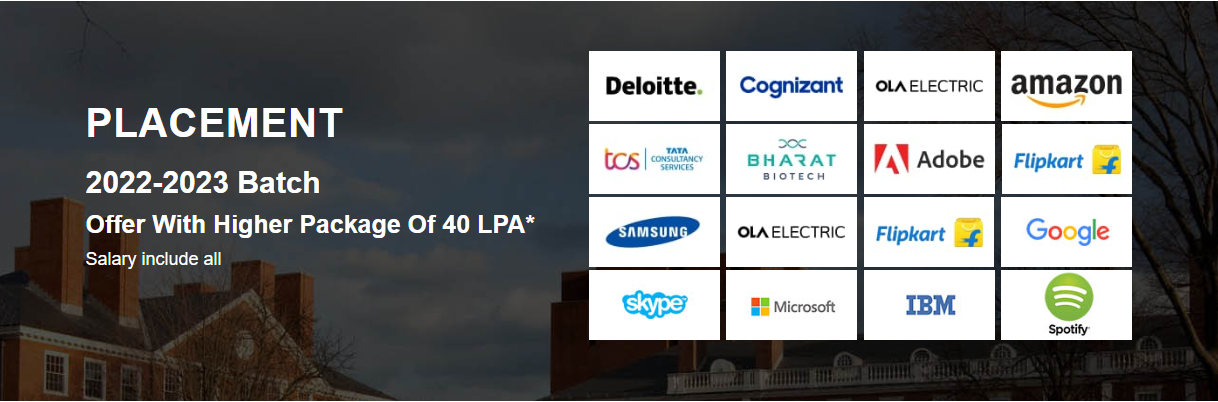 PLACEMENT
2022-2023 Batch
Offer With Higher Package Of 40 LPA*
Salary include all
Deloitte.
Cognizant
OLA ELECTRIC
amazon
tcs TATA
CONSULTANCY
SERVICES
BHARAT
BIOTECH
Adobe
Flipkart
SAMSUNG
OLA ELECTRIC
Flipkart
Google
skype
Microsoft
IBM
Spotify